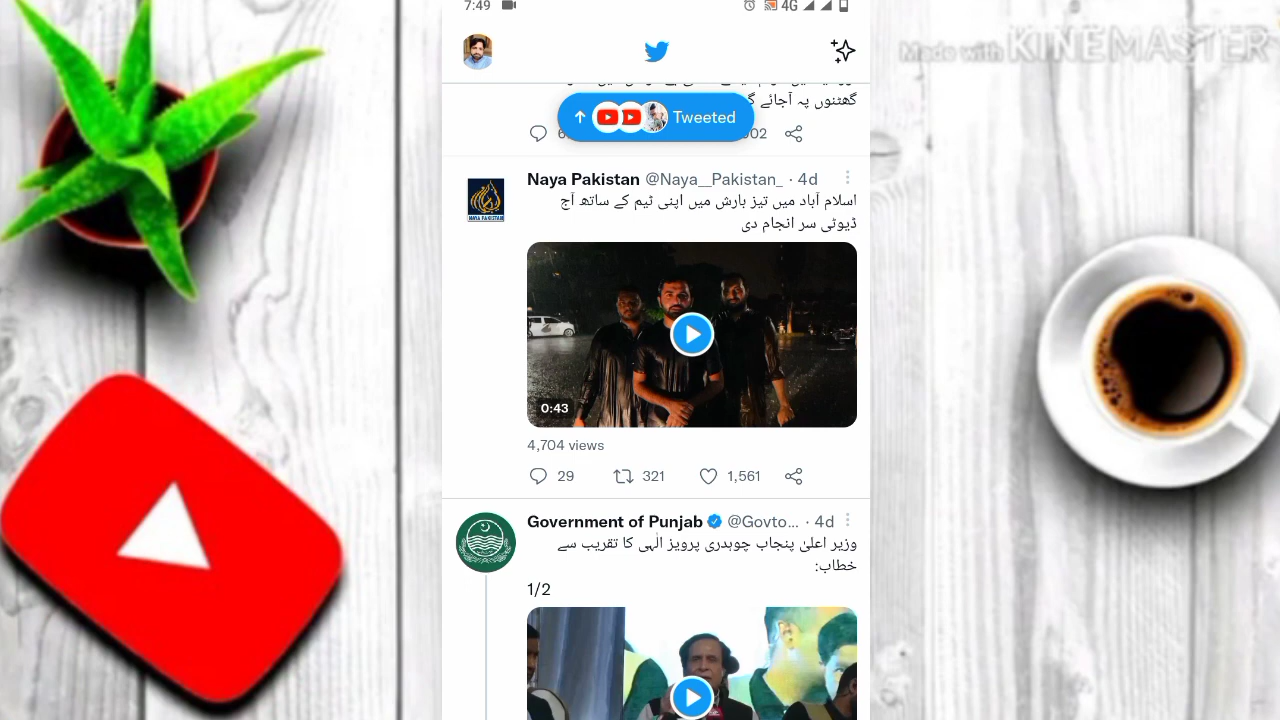 7:49
4G
Made with KINEMASTER
گھٹنوں پہ آجائے
Tweeted
Naya Pakistan @Naya__Pakistan_ · 4d
اسلام آباد میں تیز بارش میں اپنی ٹیم کے ساتھ آج
ڈیوٹی سر انجام دی
NAYA PAKISTAN
0:43
4,704 views
29 321 1,561
Government of Punjab @Govto... · 4d
وزیر اعلیٰ پنجاب چوہدری پرویز الٰہی کا تقریب سے
خطاب:
1/2